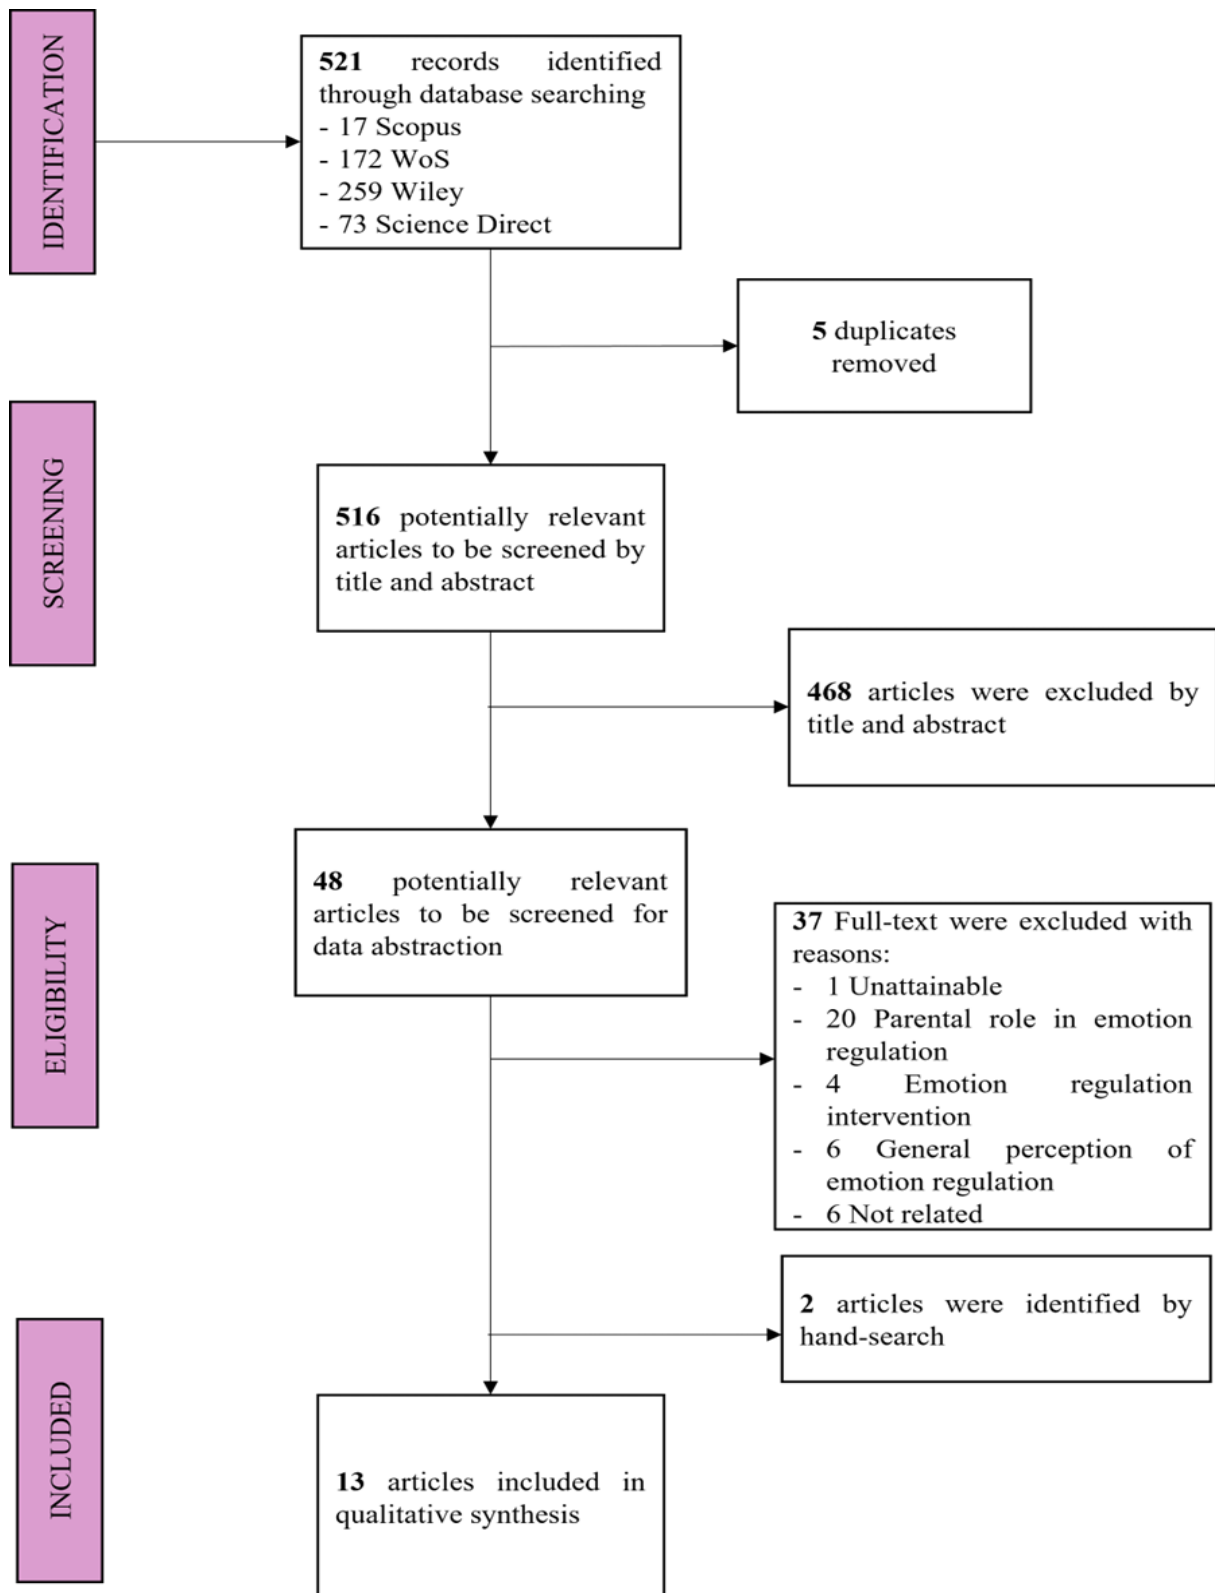 IDENTIFICATION
521 records identified
through database searching
- 17 Scopus
- 172 WoS
- 259 Wiley
- 73 Science Direct
5 duplicates
removed
SCREENING
516 potentially relevant
articles to be screened by
title and abstract
468 articles were excluded by
title and abstract
ELIGIBILITY
48 potentially relevant
articles to be screened for
data abstraction
37 Full-text were excluded with
reasons:
- 1 Unattainable
- 20 Parental role in emotion
regulation
- 4 Emotion regulation
intervention
- 6 General perception of
emotion regulation
- 6 Not related
2 articles were identified by
hand-search
INCLUDED
13 articles included in
qualitative synthesis